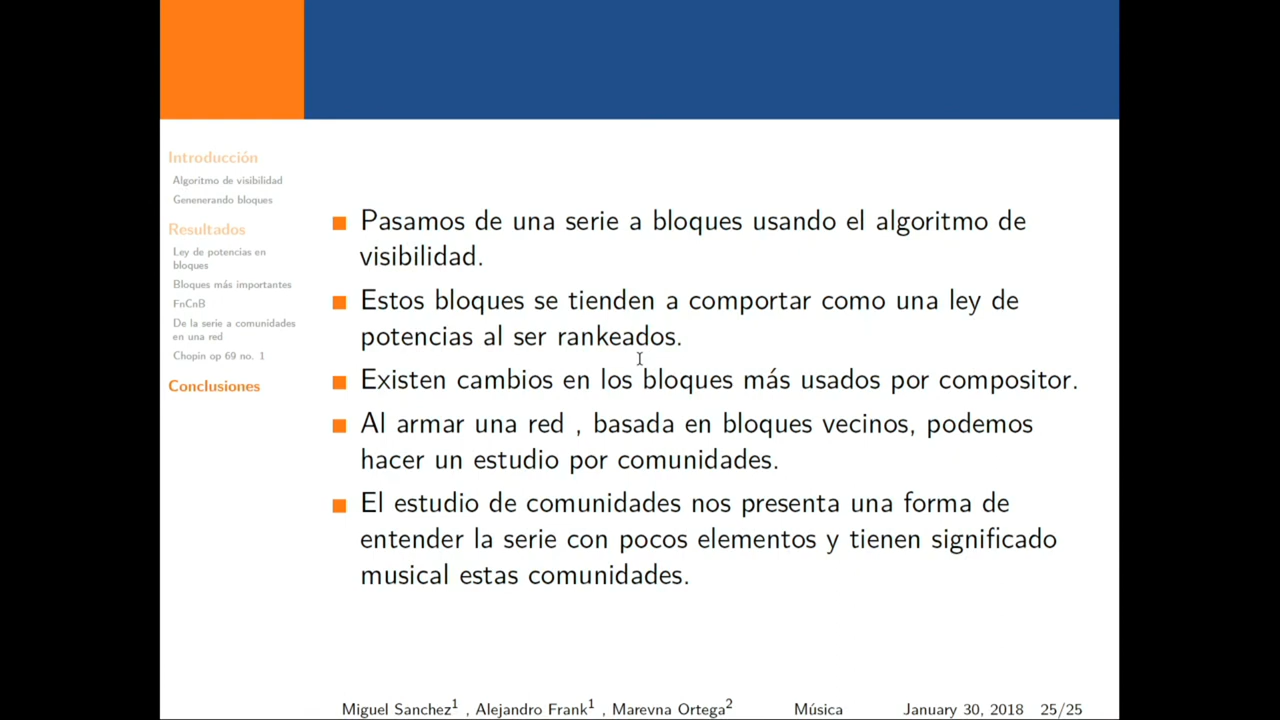 Introducción
Algoritmo de visibilidad
Genenerando bloques
Resultados
Ley de potencias en
bloques
Bloques más importantes
FnCnB
De la serie a comunidades
en una red
Chopin op 69 no. 1
Conclusiones
Pasamos de una serie a bloques usando el algoritmo de
visibilidad.
Estos bloques se tienden a comportar como una ley de
potencias al ser rankeados.
Existen cambios en los bloques más usados por compositor.
Al armar una red , basada en bloques vecinos, podemos
hacer un estudio por comunidades.
El estudio de comunidades nos presenta una forma de
entender la serie con pocos elementos y tienen significado
musical estas comunidades.
Miguel Sanchez¹ , Alejandro Frank¹ , Marevna Ortega² Música January 30, 2018 25/25